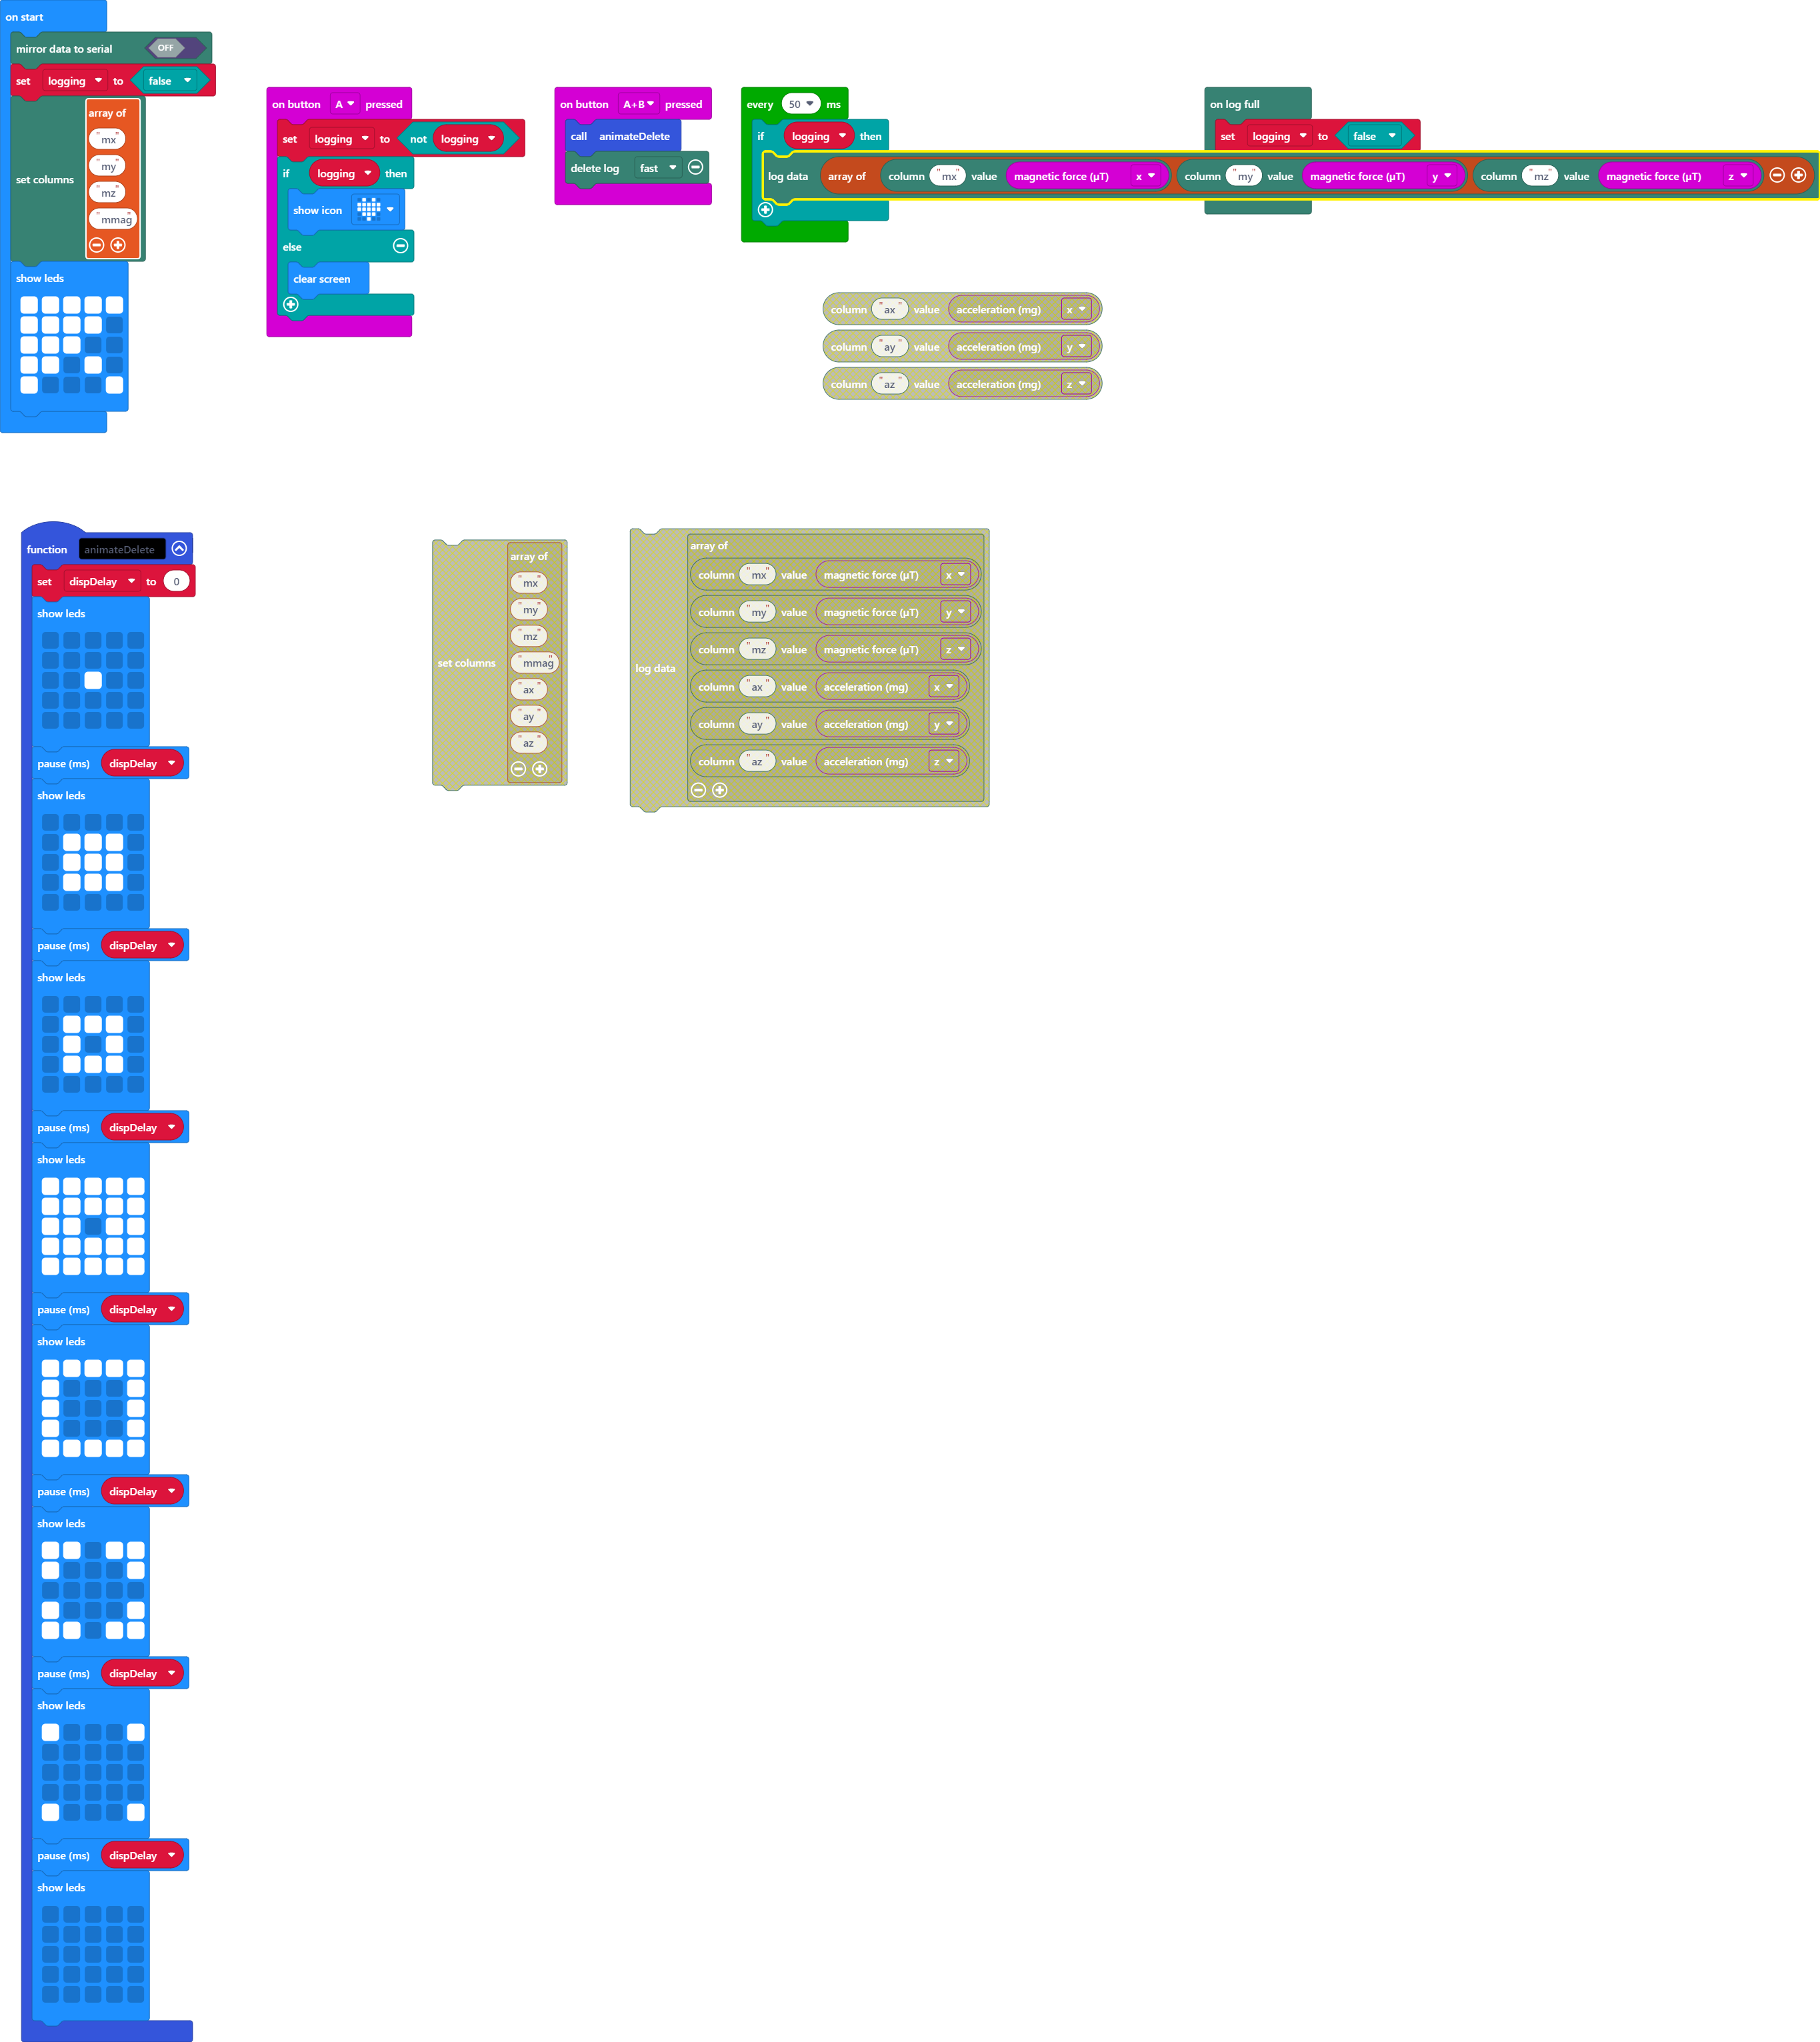 on start
mirror data to serial OFF
set logging to false
set columns
array of
"mx"
"my"
"mz"
"mmag"
show leds
on button A pressed
set logging to not logging
if logging then
show icon
else
clear screen
on button A+B pressed
call animateDelete
delete log fast
every 50 ms
if logging then
log data array of column "mx" value magnetic force (µT) x column "my" value magnetic force (µT) y column "mz" value magnetic force (µT) z
on log full
set logging to false
column "ax" value acceleration (mg) x
column "ay" value acceleration (mg) y
column "az" value acceleration (mg) z
function animateDelete
set dispDelay to 0
show leds
pause (ms) dispDelay
show leds
pause (ms) dispDelay
show leds
pause (ms) dispDelay
show leds
pause (ms) dispDelay
show leds
pause (ms) dispDelay
show leds
pause (ms) dispDelay
show leds
pause (ms) dispDelay
show leds
set columns
array of
"mx"
"my"
"mz"
"mmag"
"ax"
"ay"
"az"
log data
array of
column "mx" value magnetic force (µT) x
column "my" value magnetic force (µT) y
column "mz" value magnetic force (µT) z
column "ax" value acceleration (mg) x
column "ay" value acceleration (mg) y
column "az" value acceleration (mg) z